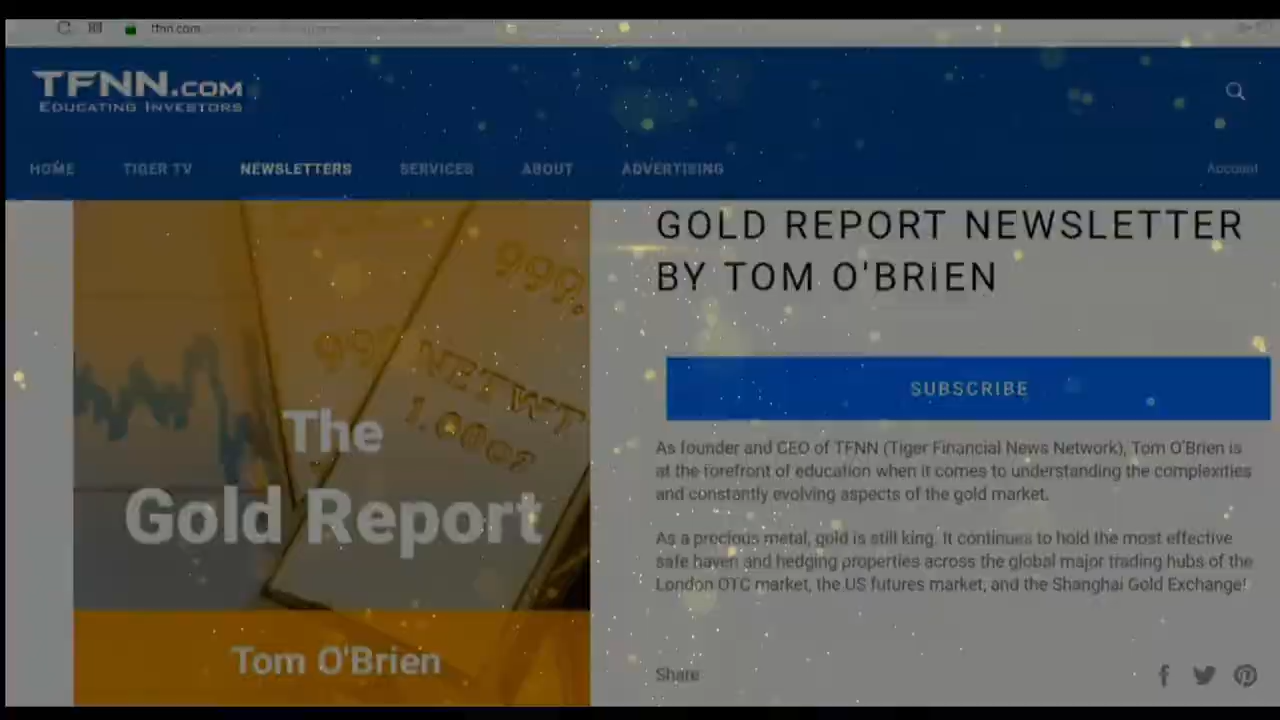 tfnn.com
TFNN.COM
EDUCATING INVESTORS
HOME TIGER TV NEWSLETTERS SERVICES ABOUT ADVERTISING Account
999.
999
NET WT
1.00OZ
The
Gold Report
Tom O'Brien
GOLD REPORT NEWSLETTER
BY TOM O'BRIEN
SUBSCRIBE
As founder and CEO of TFNN (Tiger Financial News Network), Tom O'Brien is
at the forefront of education when it comes to understanding the complexities
and constantly evolving aspects of the gold market.
As a precious metal, gold is still king. It continues to hold the most effective
safe haven and hedging properties across the global major trading hubs of the
London OTC market, the US futures market, and the Shanghai Gold Exchange!
Share